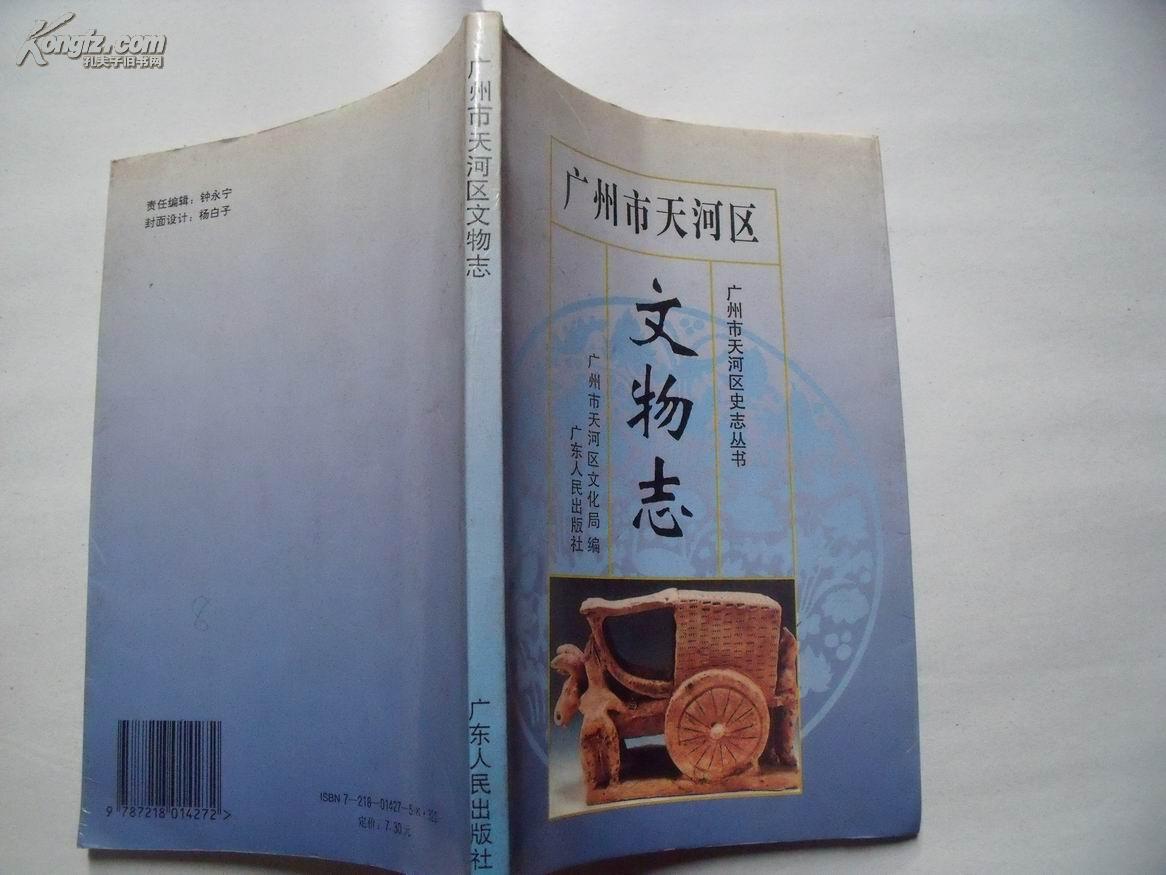 Kongfz.com
孔夫子旧书网
责任编辑：钟永宁
封面设计：杨白子
8
9 787218 014272 >
ISBN 7—218—01427—5/K·320
定价：7.30元
广州市天河区文物志
广东人民出版社
广州市天河区
文物志
广州市天河区史志丛书
广州市天河区文化局 编
广东人民出版社